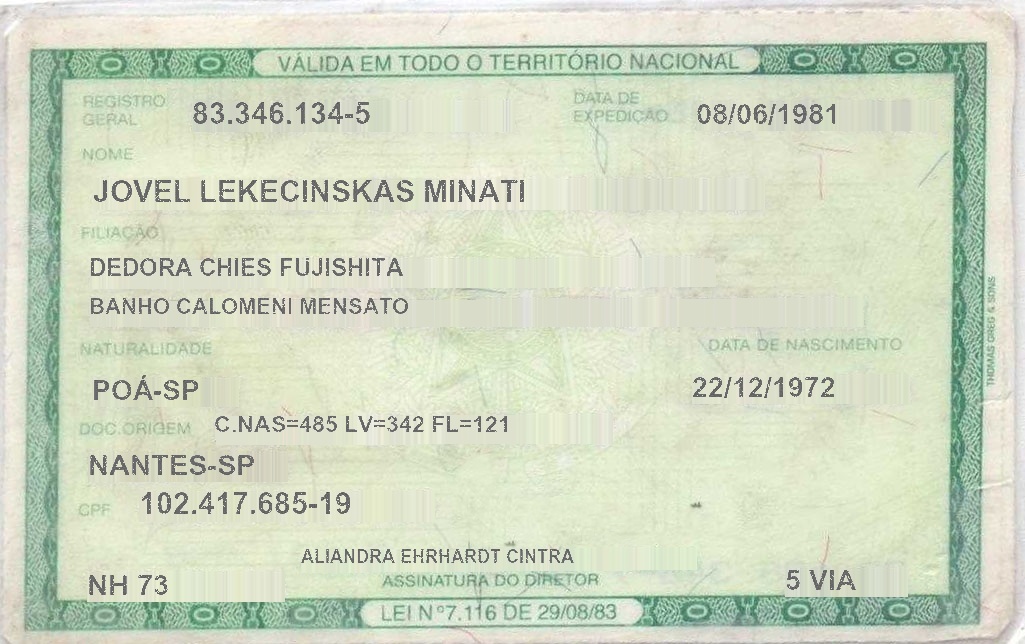 VÁLIDA EM TODO O TERRITÓRIO NACIONAL
REGISTRO GERAL 83.346.134-5 DATA DE EXPEDIÇÃO 08/06/1981
NOME
JOVEL LEKECINSKAS MINATI
FILIAÇÃO
DEDORA CHIES FUJISHITA
BANHO CALOMENI MENSATO
NATURALIDADE DATA DE NASCIMENTO
POÁ-SP 22/12/1972
DOC.ORIGEM C.NAS=485 LV=342 FL=121
NANTES-SP
CPF 102.417.685-19
ALIANDRA EHRHARDT CINTRA
NH 73 ASSINATURA DO DIRETOR 5 VIA
LEI Nº7.116 DE 29/08/83
THOMAS GREG & SONS